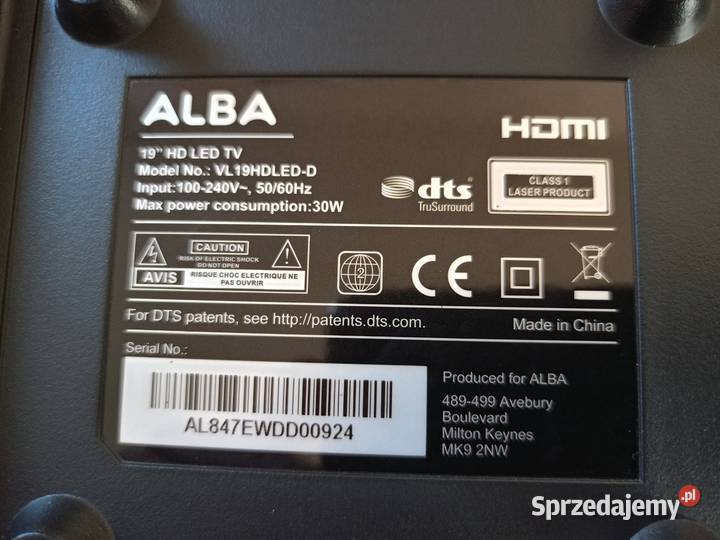 ALBA
HDMI
19" HD LED TV
Model No.: VL19HDLED-D
Input:100-240V~, 50/60Hz
Max power consumption:30W
dts
TruSurround
CLASS 1
LASER PRODUCT
CAUTION
RISK OF ELECTRIC SHOCK
DO NOT OPEN
AVIS
RISQUE CHOC ELECTRIQUE NE
PAS OUVRIR
2
CE
For DTS patents, see http://patents.dts.com.
Made in China
Serial No.:
AL847EWDD00924
Produced for ALBA
489-499 Avebury
Boulevard
Milton Keynes
MK9 2NW
Sprzedajemy.pl